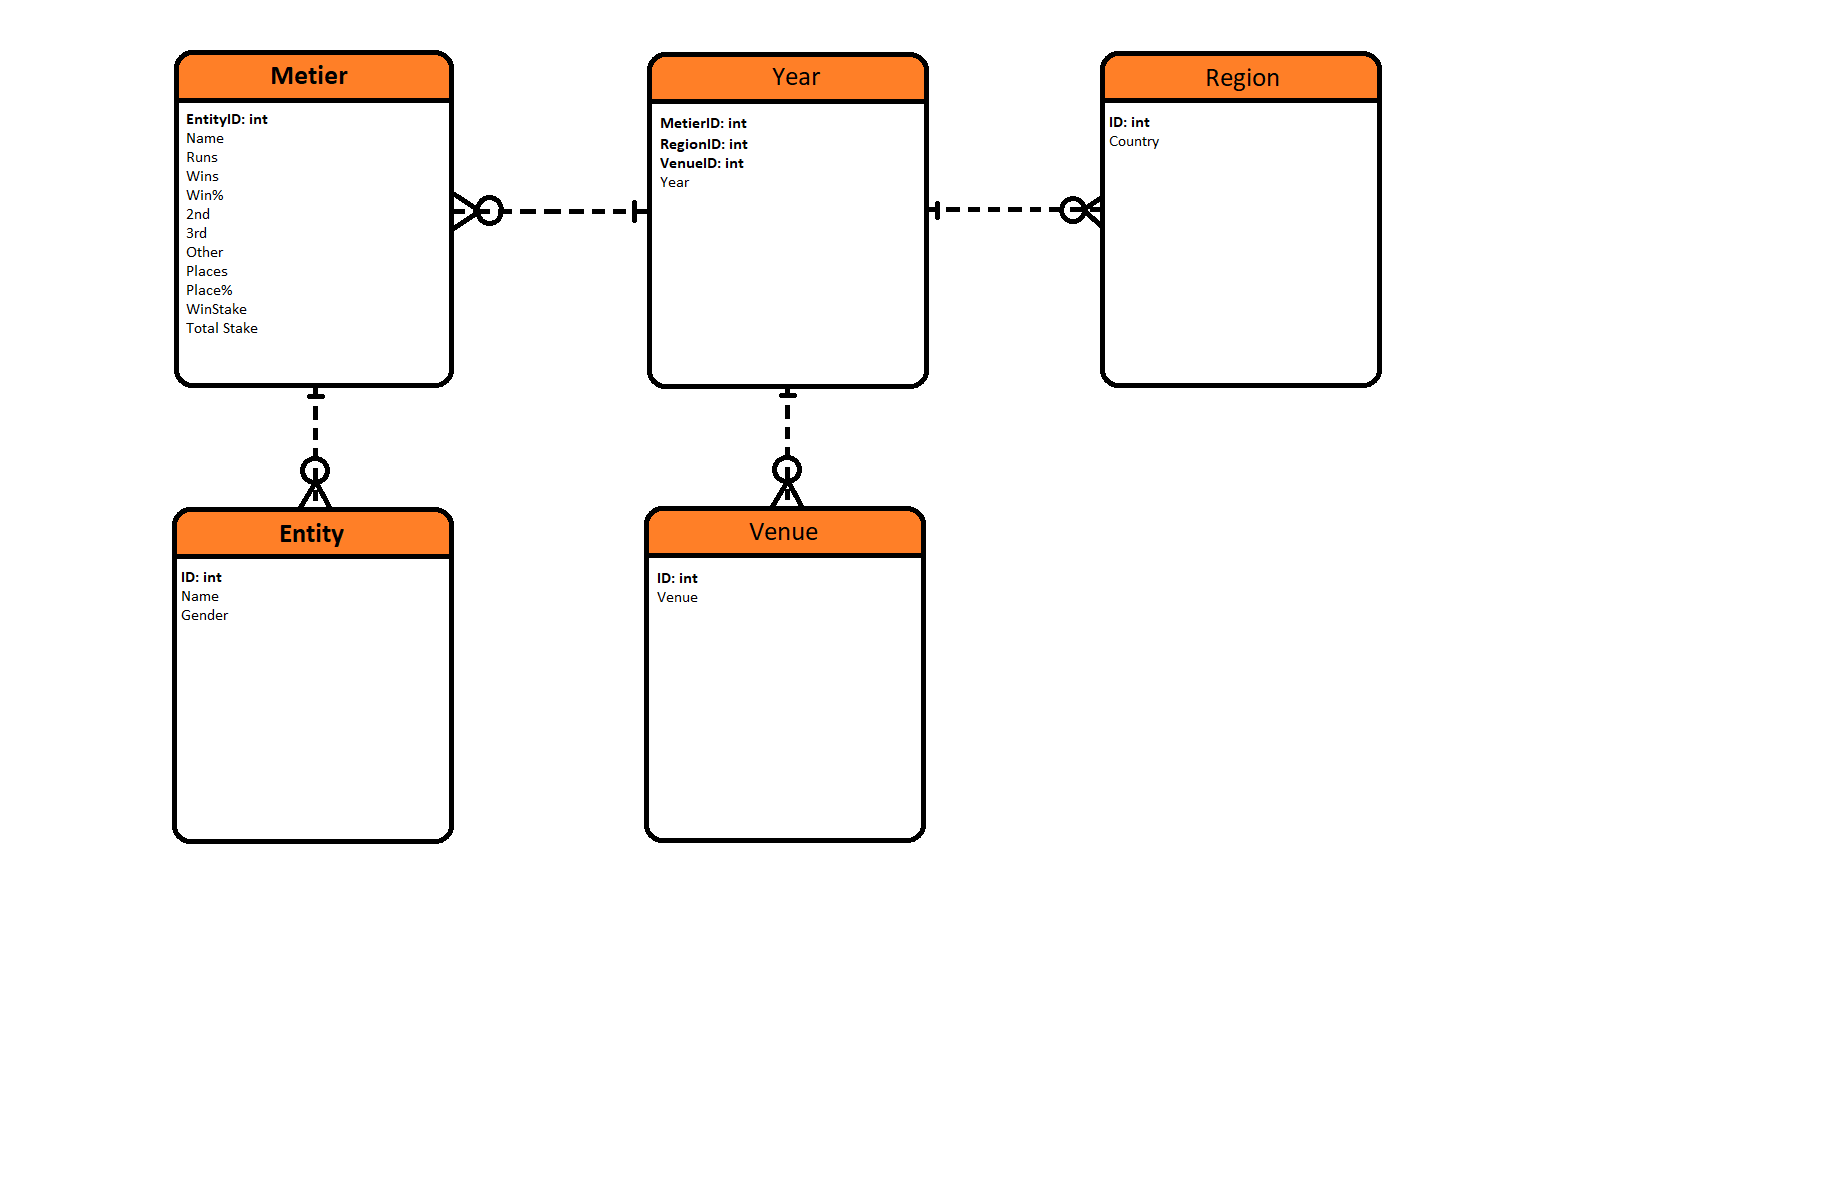 Metier
EntityID: int
Name
Runs
Wins
Win%
2nd
3rd
Other
Places
Place%
WinStake
Total Stake
Year
MetierID: int
RegionID: int
VenueID: int
Year
Region
ID: int
Country
Entity
ID: int
Name
Gender
Venue
ID: int
Venue